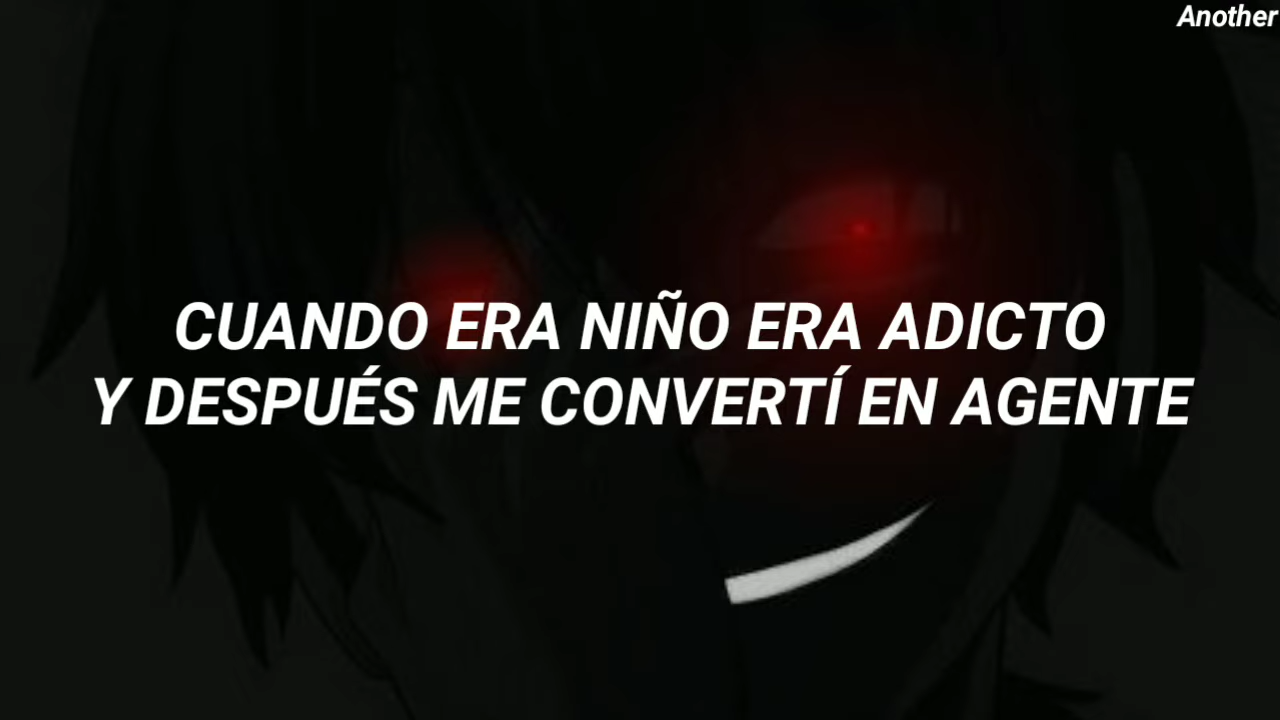 Another
CUANDO ERA NIÑO ERA ADICTO
Y DESPUÉS ME CONVERTÍ EN AGENTE